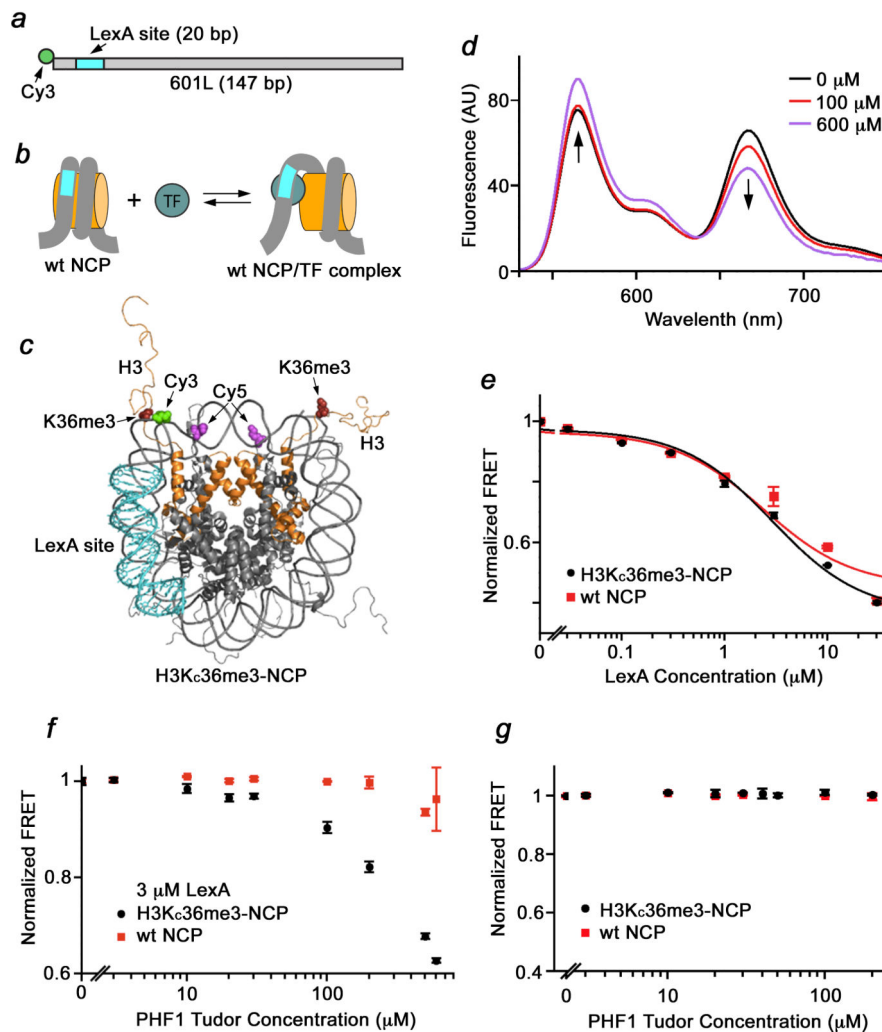 a
LexA site (20 bp)
Cy3
601L (147 bp)
b
TF
+
wt NCP
wt NCP/TF complex
c
H3
Cy3
K36me3
Cy5
K36me3
H3
LexA site
H3Kc36me3-NCP
d
Fluorescence (AU)
80
40
0
600
700
Wavelenth (nm)
0 μM
100 μM
600 μM
e
Normalized FRET
1
0.6
H3Kc36me3-NCP
wt NCP
0
0.1
1
10
LexA Concentration (μM)
f
Normalized FRET
1
0.8
0.6
3 μM LexA
H3Kc36me3-NCP
wt NCP
0
10
100
PHF1 Tudor Concentration (μM)
g
Normalized FRET
1
0.8
0.6
0.4
H3Kc36me3-NCP
wt NCP
0
10
100
PHF1 Tudor Concentration (μM)